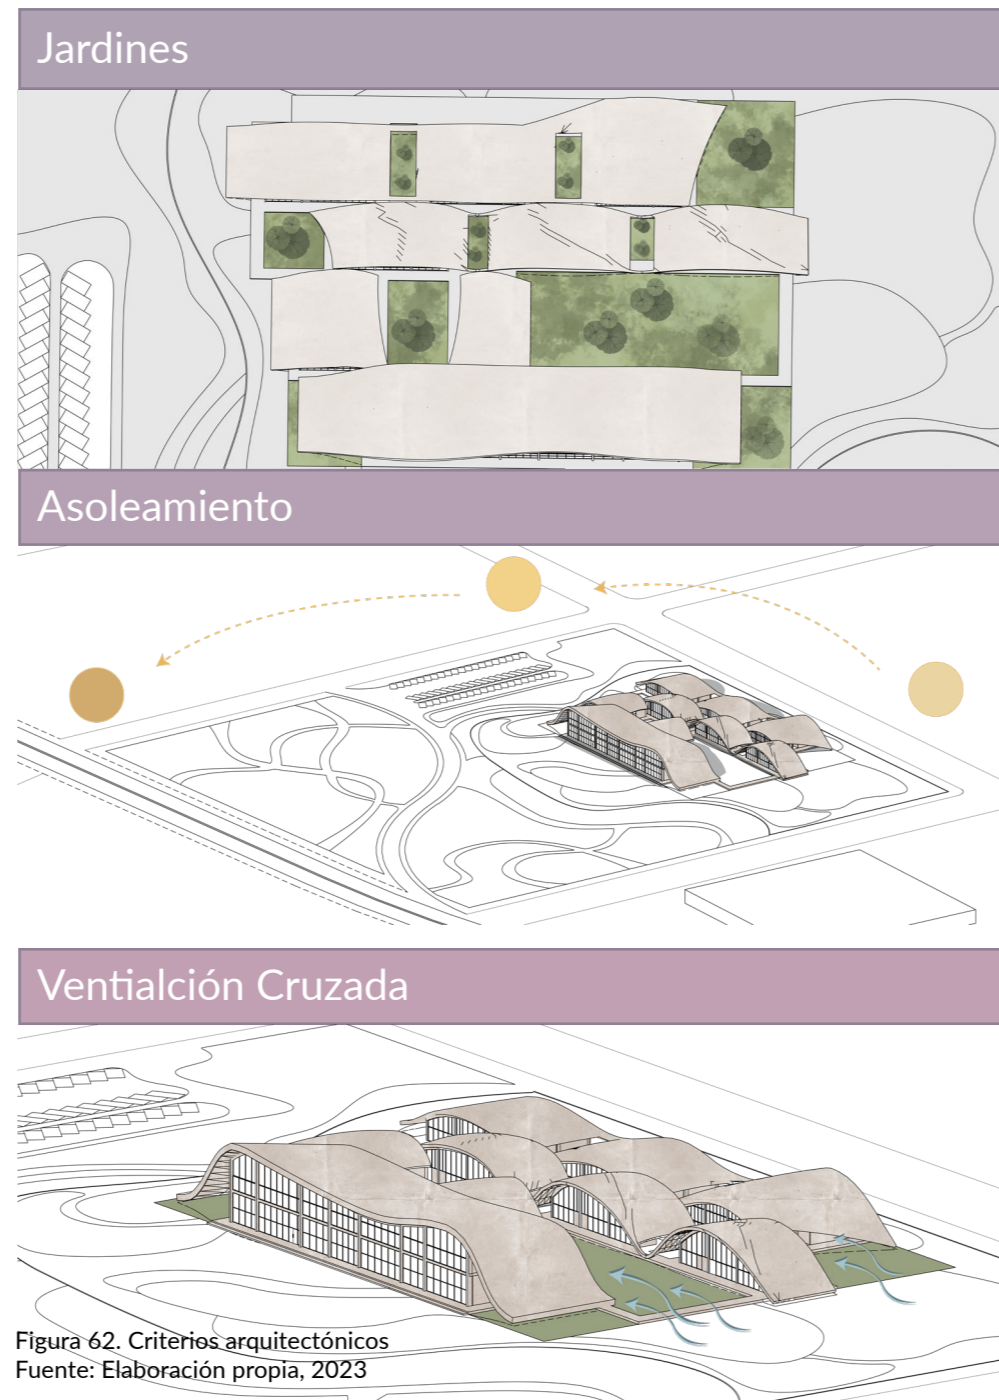 Jardines
Asoleamiento
Ventialción Cruzada
Figura 62. Criterios arquitectónicos
Fuente: Elaboración propia, 2023